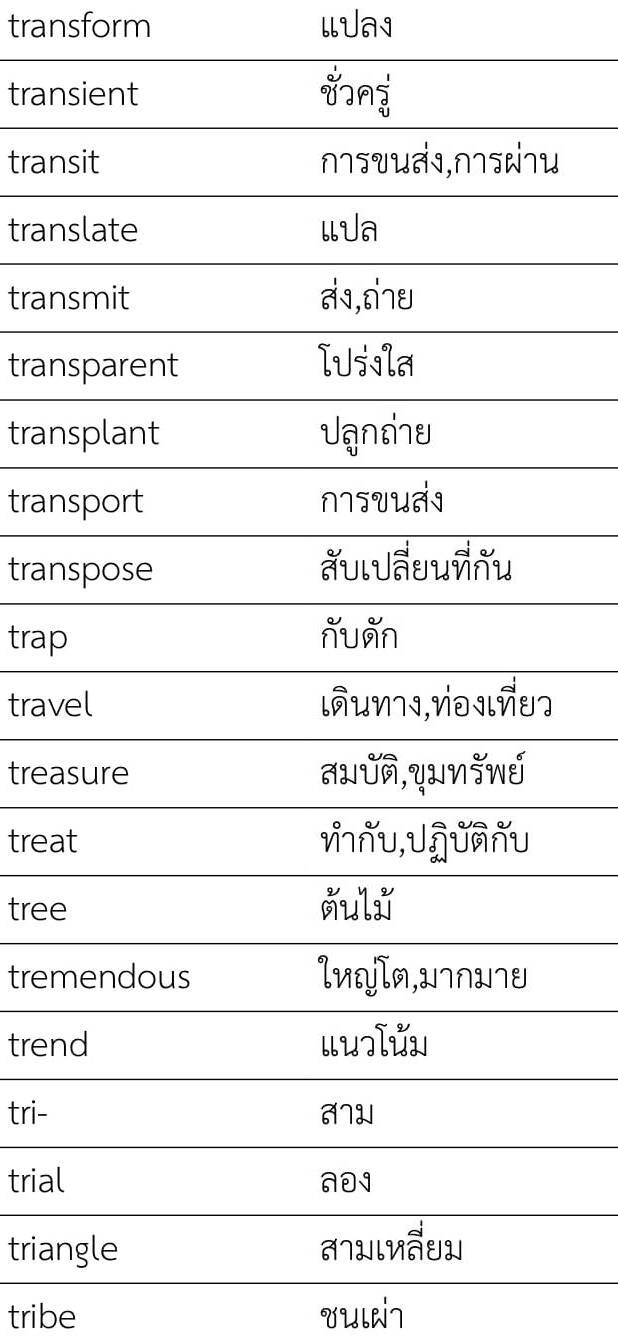 transform แปลง
transient ชั่วครู่
transit การขนส่ง,การผ่าน
translate แปล
transmit ส่ง,ถ่าย
transparent โปร่งใส
transplant ปลูกถ่าย
transport การขนส่ง
transpose สับเปลี่ยนที่กัน
trap กับดัก
travel เดินทาง,ท่องเที่ยว
treasure สมบัติ,ขุมทรัพย์
treat ทำกับ,ปฏิบัติกับ
tree ต้นไม้
tremendous ใหญ่โต,มากมาย
trend แนวโน้ม
tri- สาม
trial ลอง
triangle สามเหลี่ยม
tribe ชนเผ่า